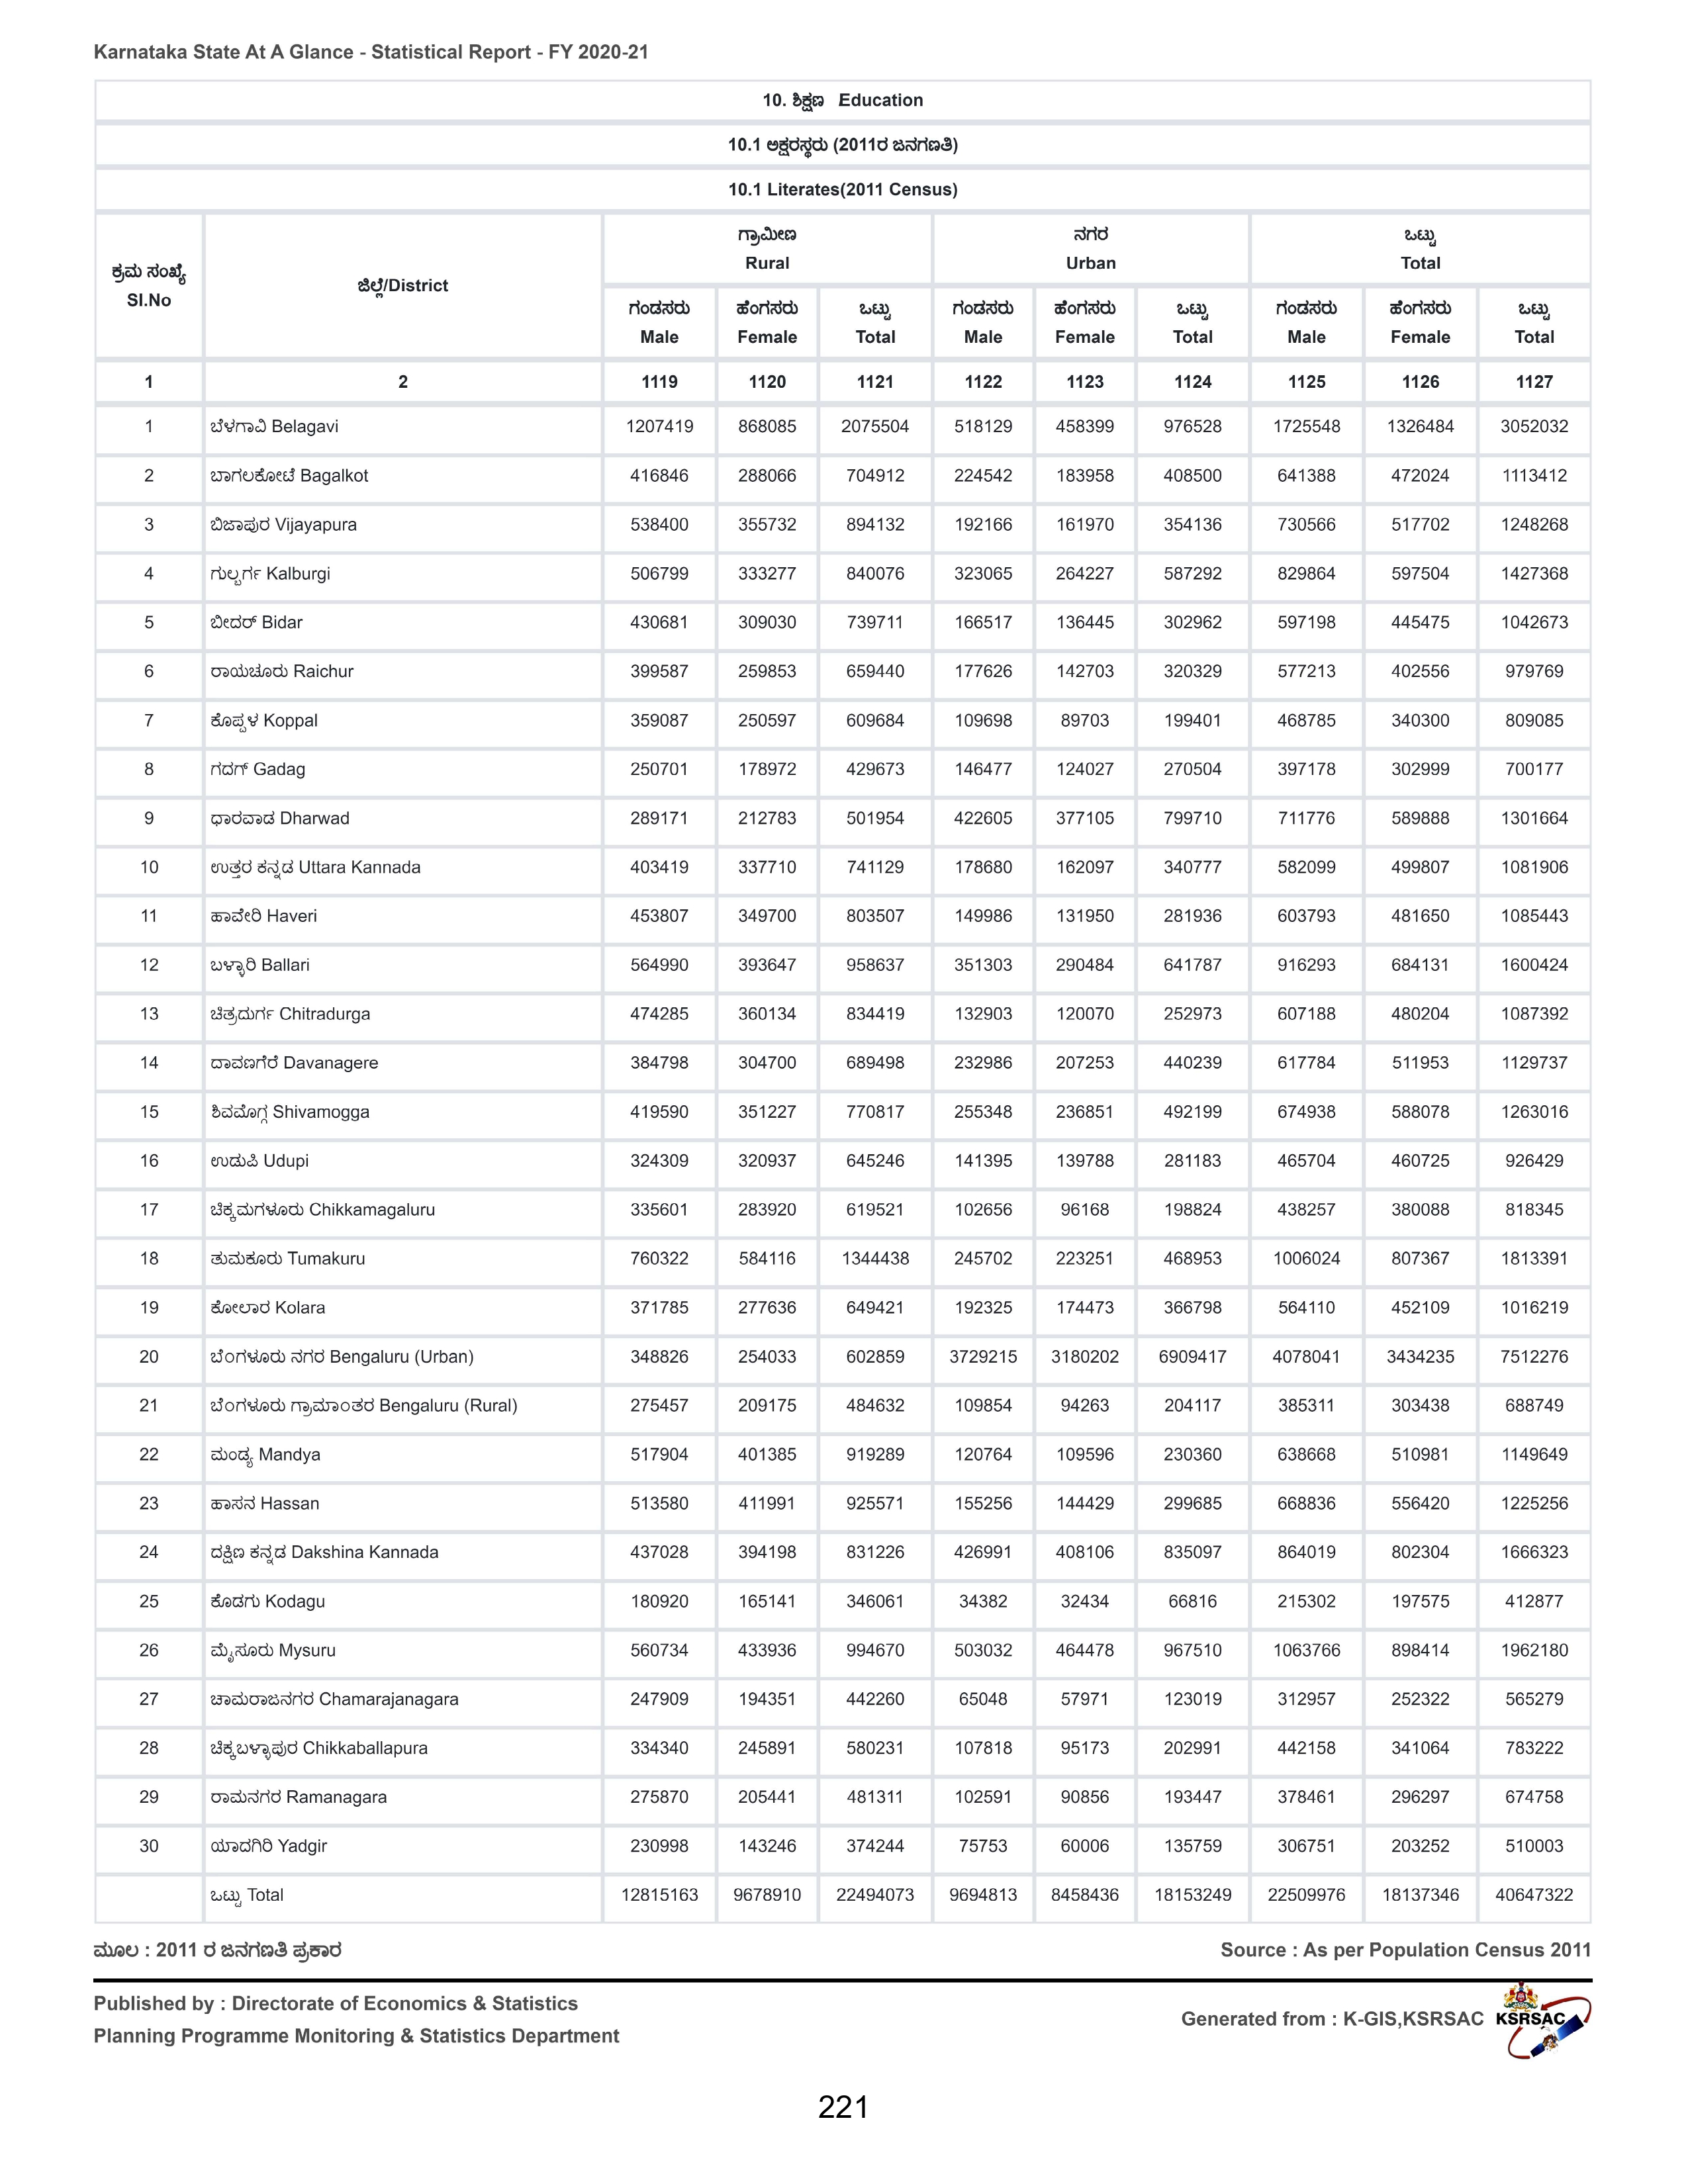 Karnataka State At A Glance - Statistical Report - FY 2020-21
10. ಶಿಕ್ಷಣ Education
10.1 ಅಕ್ಷರಸ್ಥರು (2011ರ ಜನಗಣತಿ)
10.1 Literates(2011 Census)
ಕ್ರಮ ಸಂಖ್ಯೆ Sl.No ಜಿಲ್ಲೆ/District ಗ್ರಾಮೀಣ Rural ನಗರ Urban ಒಟ್ಟು Total
ಗಂಡಸರು ಹೆಂಗಸರು ಒಟ್ಟು ಗಂಡಸರು ಹೆಂಗಸರು ಒಟ್ಟು ಗಂಡಸರು ಹೆಂಗಸರು ಒಟ್ಟು
Male Female Total Male Female Total Male Female Total
1 2 1119 1120 1121 1122 1123 1124 1125 1126 1127
1 ಬೆಳಗಾವಿ Belagavi 1207419 868085 2075504 518129 458399 976528 1725548 1326484 3052032
2 ಬಾಗಲಕೋಟೆ Bagalkot 416846 288066 704912 224542 183958 408500 641388 472024 1113412
3 ಬಿಜಾಪುರ Vijayapura 538400 355732 894132 192166 161970 354136 730566 517702 1248268
4 ಗುಲ್ಬರ್ಗ Kalburgi 506799 333277 840076 323065 264227 587292 829864 597504 1427368
5 ಬೀದರ್ Bidar 430681 309030 739711 166517 136445 302962 597198 445475 1042673
6 ರಾಯಚೂರು Raichur 399587 259853 659440 177626 142703 320329 577213 402556 979769
7 ಕೊಪ್ಪಳ Koppal 359087 250597 609684 109698 89703 199401 468785 340300 809085
8 ಗದಗ್ Gadag 250701 178972 429673 146477 124027 270504 397178 302999 700177
9 ಧಾರವಾಡ Dharwad 289171 212783 501954 422605 377105 799710 711776 589888 1301664
10 ಉತ್ತರ ಕನ್ನಡ Uttara Kannada 403419 337710 741129 178680 162097 340777 582099 499807 1081906
11 ಹಾವೇರಿ Haveri 453807 349700 803507 149986 131950 281936 603793 481650 1085443
12 ಬಳ್ಳಾರಿ Ballari 564990 393647 958637 351303 290484 641787 916293 684131 1600424
13 ಚಿತ್ರದುರ್ಗ Chitradurga 474285 360134 834419 132903 120070 252973 607188 480204 1087392
14 ದಾವಣಗೆರೆ Davanagere 384798 304700 689498 232986 207253 440239 617784 511953 1129737
15 ಶಿವಮೊಗ್ಗ Shivamogga 419590 351227 770817 255348 236851 492199 674938 588078 1263016
16 ಉಡುಪಿ Udupi 324309 320937 645246 141395 139788 281183 465704 460725 926429
17 ಚಿಕ್ಕಮಗಳೂರು Chikkamagaluru 335601 283920 619521 102656 96168 198824 438257 380088 818345
18 ತುಮಕೂರು Tumakuru 760322 584116 1344438 245702 223251 468953 1006024 807367 1813391
19 ಕೋಲಾರ Kolara 371785 277636 649421 192325 174473 366798 564110 452109 1016219
20 ಬೆಂಗಳೂರು ನಗರ Bengaluru (Urban) 348826 254033 602859 3729215 3180202 6909417 4078041 3434235 7512276
21 ಬೆಂಗಳೂರು ಗ್ರಾಮಾಂತರ Bengaluru (Rural) 275457 209175 484632 109854 94263 204117 385311 303438 688749
22 ಮಂಡ್ಯ Mandya 517904 401385 919289 120764 109596 230360 638668 510981 1149649
23 ಹಾಸನ Hassan 513580 411991 925571 155256 144429 299685 668836 556420 1225256
24 ದಕ್ಷಿಣ ಕನ್ನಡ Dakshina Kannada 437028 394198 831226 426991 408106 835097 864019 802304 1666323
25 ಕೊಡಗು Kodagu 180920 165141 346061 34382 32434 66816 215302 197575 412877
26 ಮೈಸೂರು Mysuru 560734 433936 994670 503032 464478 967510 1063766 898414 1962180
27 ಚಾಮರಾಜನಗರ Chamarajanagara 247909 194351 442260 65048 57971 123019 312957 252322 565279
28 ಚಿಕ್ಕಬಳ್ಳಾಪುರ Chikkaballapura 334340 245891 580231 107818 95173 202991 442158 341064 783222
29 ರಾಮನಗರ Ramanagara 275870 205441 481311 102591 90856 193447 378461 296297 674758
30 ಯಾದಗಿರಿ Yadgir 230998 143246 374244 75753 60006 135759 306751 203252 510003
ಒಟ್ಟು Total 12815163 9678910 22494073 9694813 8458436 18153249 22509976 18137346 40647322
ಮೂಲ : 2011 ರ ಜನಗಣತಿ ಪ್ರಕಾರ Source : As per Population Census 2011
Published by : Directorate of Economics & Statistics
Planning Programme Monitoring & Statistics Department
Generated from : K-GIS,KSRSAC KSRSAC
221